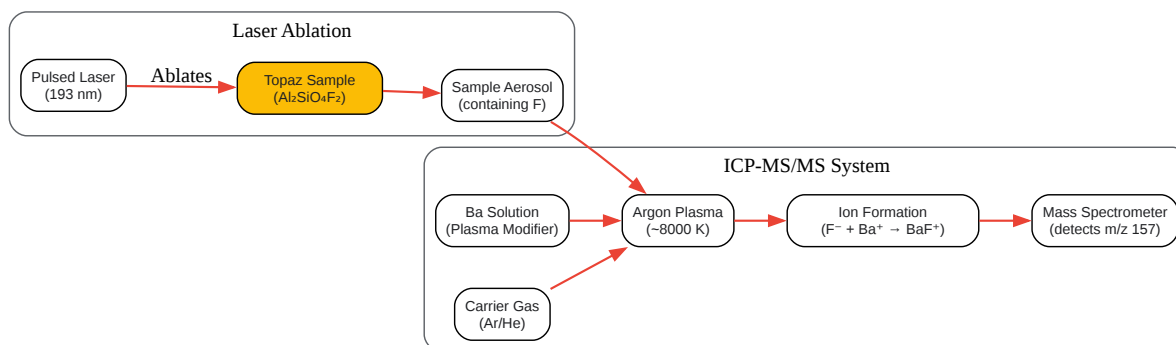 Laser Ablation
Pulsed Laser
(193 nm)
Ablates
Topaz Sample
(Al₂SiO₄F₂)
Sample Aerosol
(containing F)
ICP-MS/MS System
Ba Solution
(Plasma Modifier)
Argon Plasma
(~8000 K)
Ion Formation
(F⁻ + Ba⁺ → BaF⁺)
Mass Spectrometer
(detects m/z 157)
Carrier Gas
(Ar/He)